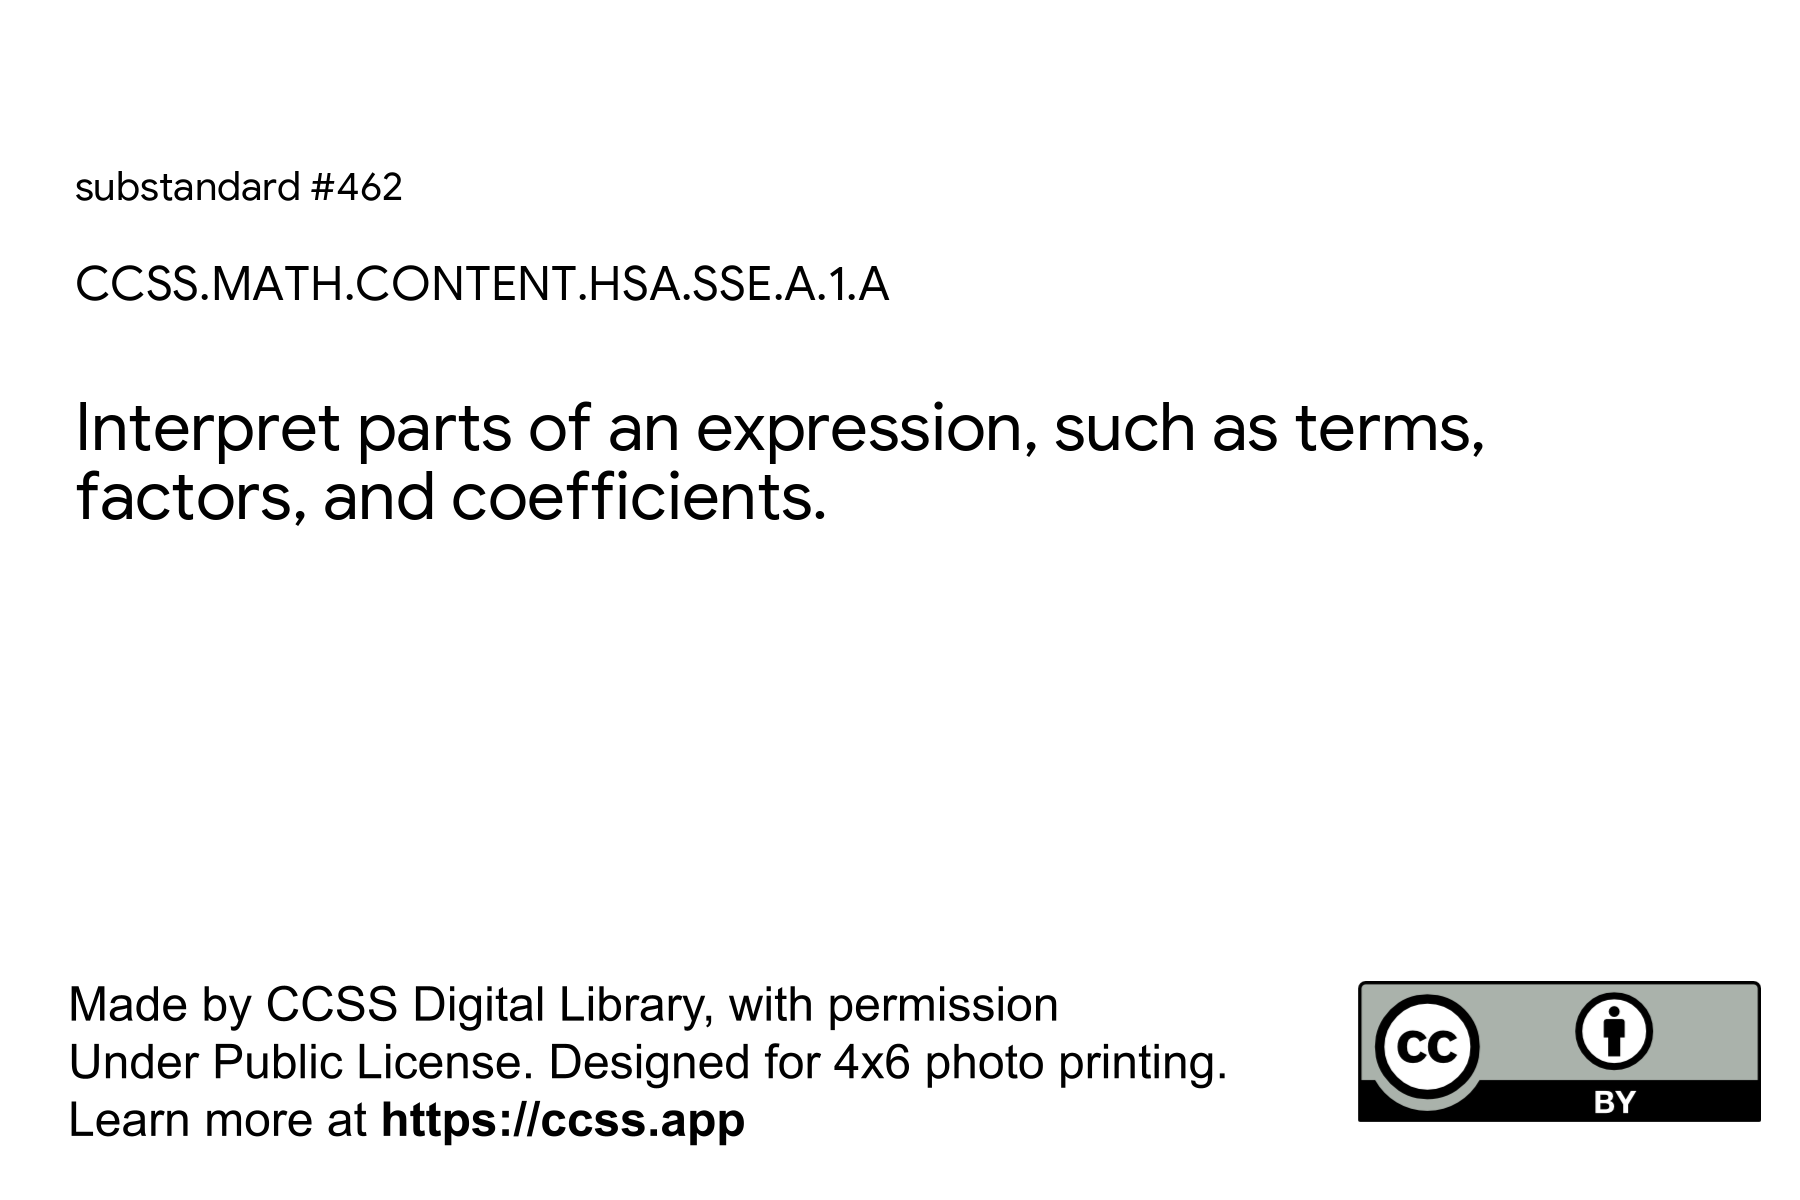 substandard #462
CCSS.MATH.CONTENT.HSA.SSE.A.1.A
Interpret parts of an expression, such as terms,
factors, and coefficients.
Made by CCSS Digital Library, with permission
Under Public License. Designed for 4x6 photo printing.
Learn more at https://ccss.app
CC
BY